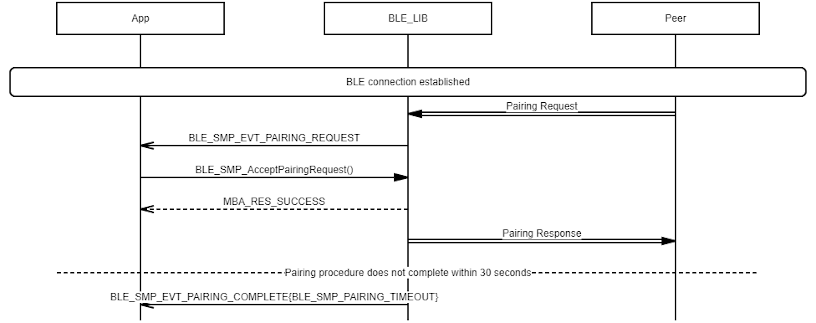 App
BLE_LIB
Peer
BLE connection established
Pairing Request
BLE_SMP_EVT_PAIRING_REQUEST
BLE_SMP_AcceptPairingRequest()
MBA_RES_SUCCESS
Pairing Response
Pairing procedure does not complete within 30 seconds
BLE_SMP_EVT_PAIRING_COMPLETE{BLE_SMP_PAIRING_TIMEOUT}